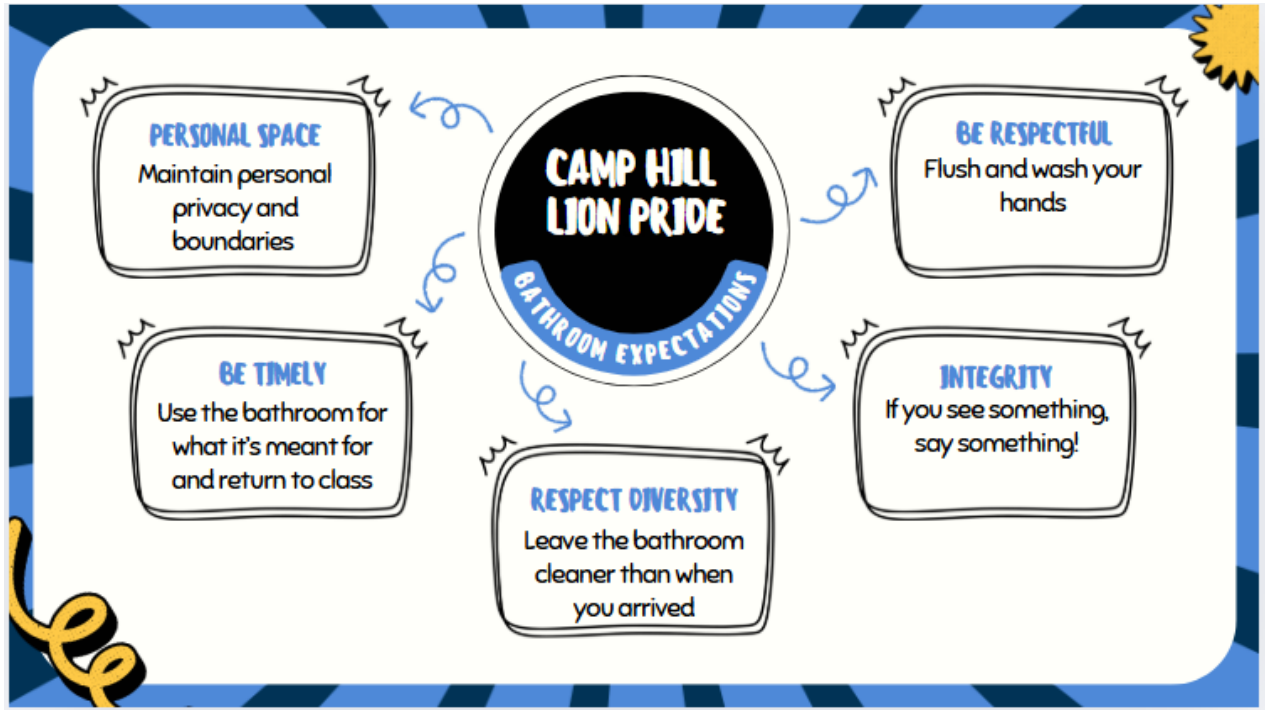 CAMP HILL
LION PRIDE
BATHROOM EXPECTATIONS
PERSONAL SPACE
Maintain personal
privacy and
boundaries
BE RESPECTFUL
Flush and wash your
hands
BE TIMELY
Use the bathroom for
what it's meant for
and return to class
INTEGRITY
If you see something,
say something!
RESPECT DIVERSITY
Leave the bathroom
cleaner than when
you arrived